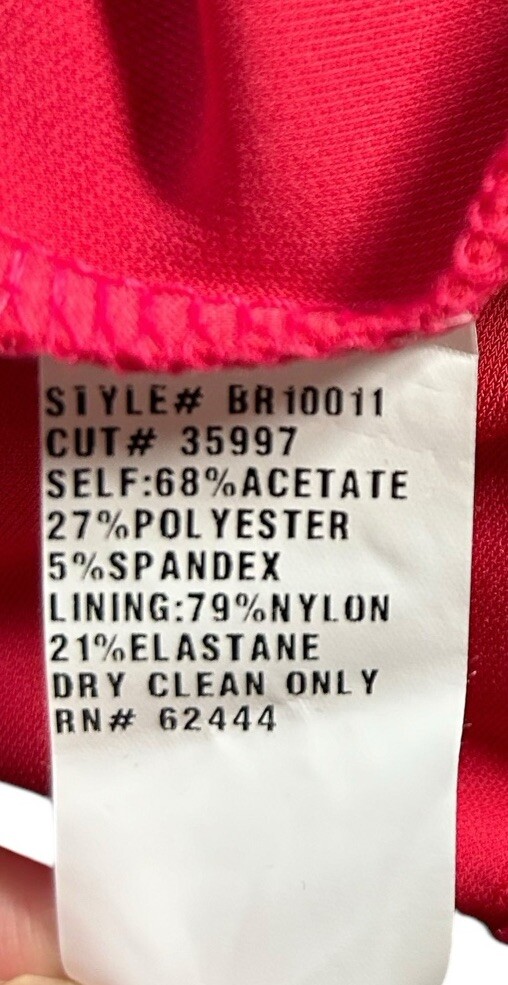 STYLE# BR10011
CUT# 35997
SELF:68%ACETATE
27%POLYESTER
5%SPANDEX
LINING:79%NYLON
21%ELASTANE
DRY CLEAN ONLY
RN# 62444